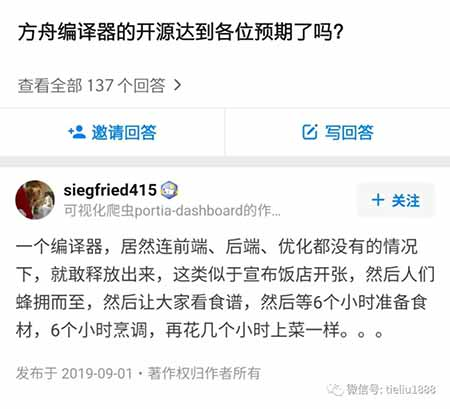 方舟编译器的开源达到各位预期了吗?
查看全部 137 个回答 >
邀请回答
写回答
siegfried415
+ 关注
可视化爬虫portia-dashboard的作...
一个编译器，居然连前端、后端、优化都没有的情况
下，就敢释放出来，这类似于宣布饭店开张，然后人们
蜂拥而至，然后让大家看食谱，然后等6个小时准备食
材，6个小时烹调，再花几个小时上菜一样。。。
发布于 2019-09-01・著作权归作者所有
微信号: tieliu1888